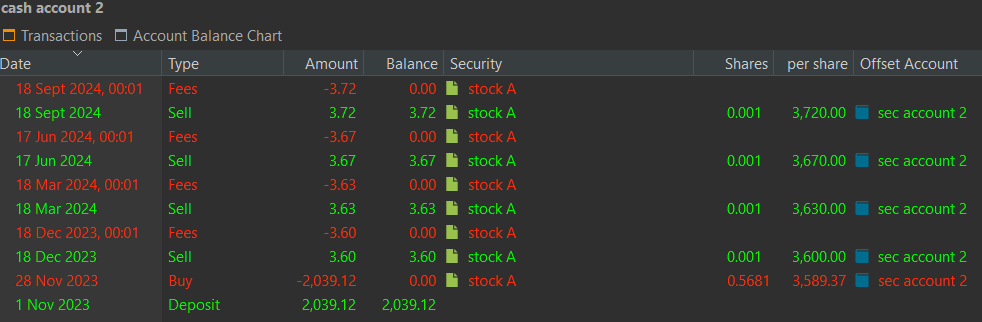 cash account 2
Transactions Account Balance Chart
Date Type Amount Balance Security Shares per share Offset Account
18 Sept 2024, 00:01 Fees -3.72 0.00 stock A
18 Sept 2024 Sell 3.72 3.72 stock A 0.001 3,720.00 sec account 2
17 Jun 2024, 00:01 Fees -3.67 0.00 stock A
17 Jun 2024 Sell 3.67 3.67 stock A 0.001 3,670.00 sec account 2
18 Mar 2024, 00:01 Fees -3.63 0.00 stock A
18 Mar 2024 Sell 3.63 3.63 stock A 0.001 3,630.00 sec account 2
18 Dec 2023, 00:01 Fees -3.60 0.00 stock A
18 Dec 2023 Sell 3.60 3.60 stock A 0.001 3,600.00 sec account 2
28 Nov 2023 Buy -2,039.12 0.00 stock A 0.5681 3,589.37 sec account 2
1 Nov 2023 Deposit 2,039.12 2,039.12